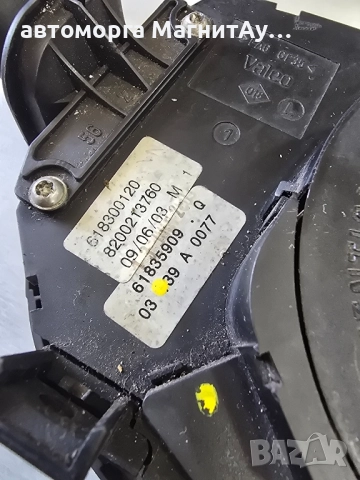 автоморга МагнитАу...
Valeo
618300120
8200213760
09/06/03 M 1
61835909 - Q
03 39 A 0077
56
1
BAZAR